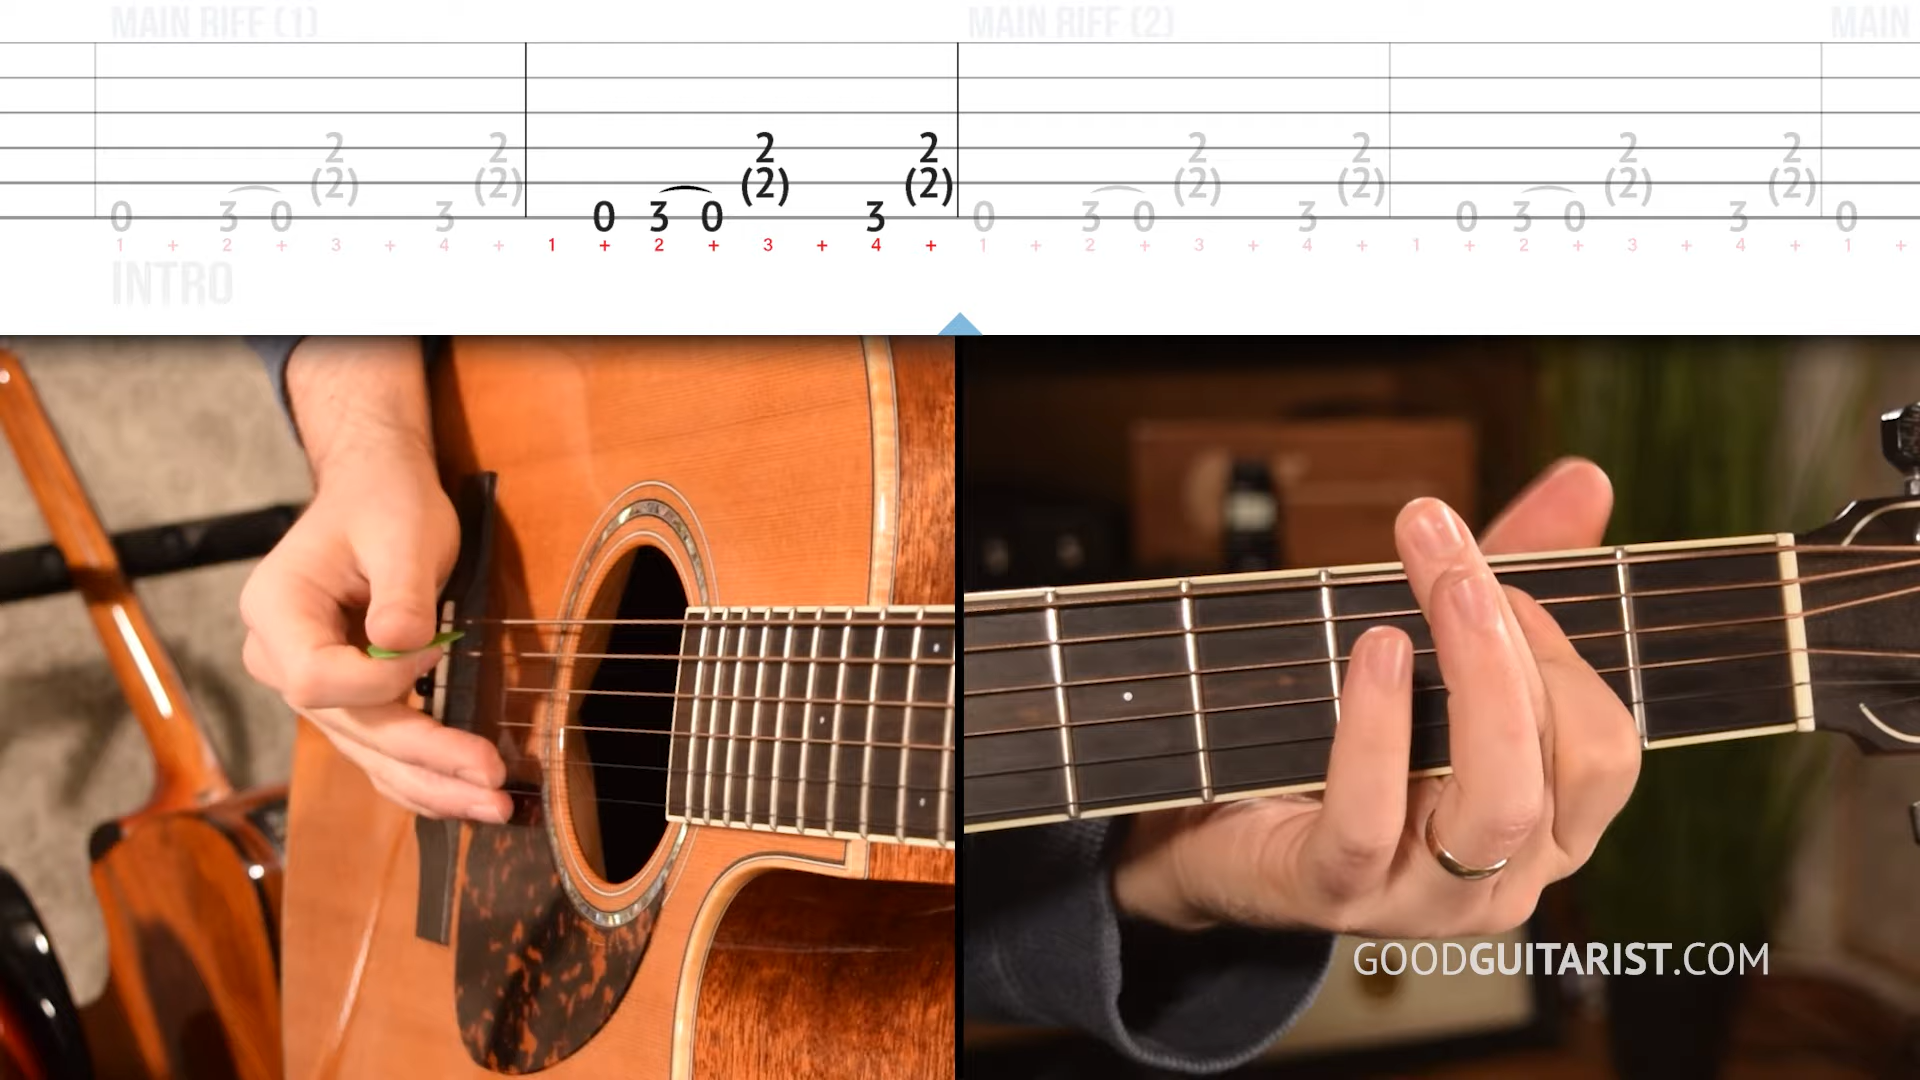 MAIN RIFF (1) MAIN RIFF (2) MAIN
2 2 2 2 2 2 2 2
(2) (2) (2) (2) (2) (2) (2) (2)
0 3 0 3 0 3 0 3 0 3 0 3 0 3 0 3 0
1 + 2 + 3 + 4 + 1 + 2 + 3 + 4 + 1 + 2 + 3 + 4 + 1 + 2 + 3 + 4 + 1 +
INTRO
GOODGUITARIST.COM